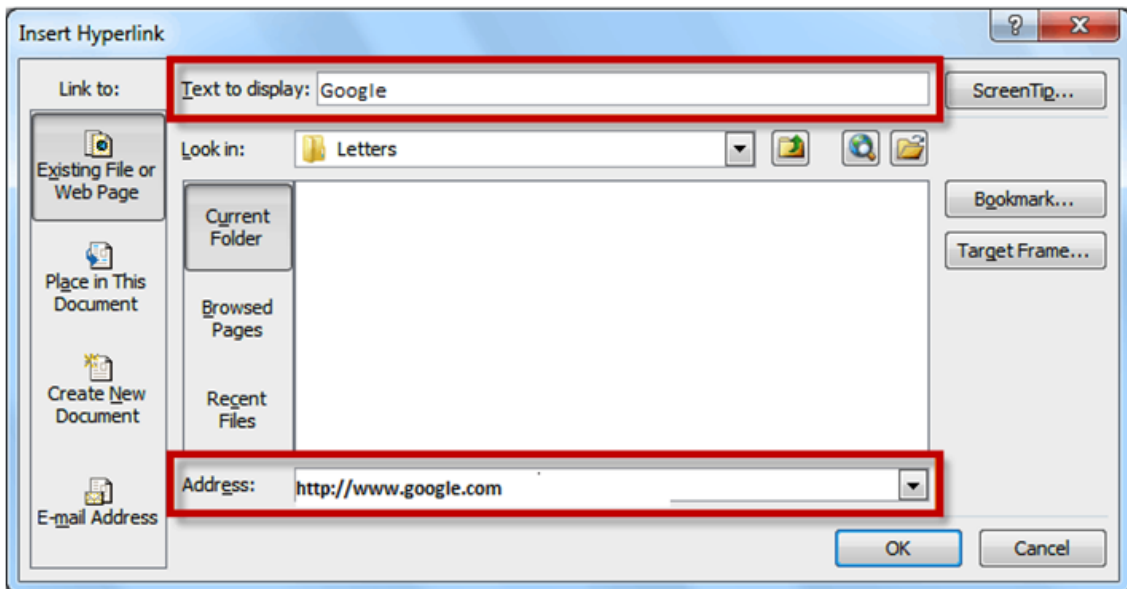 Insert Hyperlink
Link to:
Text to display: Google
ScreenTip...
Existing File or
Web Page
Look in: Letters
Current
Folder
Bookmark...
Target Frame...
Place in This
Document
Browsed
Pages
Create New
Document
Recent
Files
E-mail Address
Address: http://www.google.com
OK Cancel